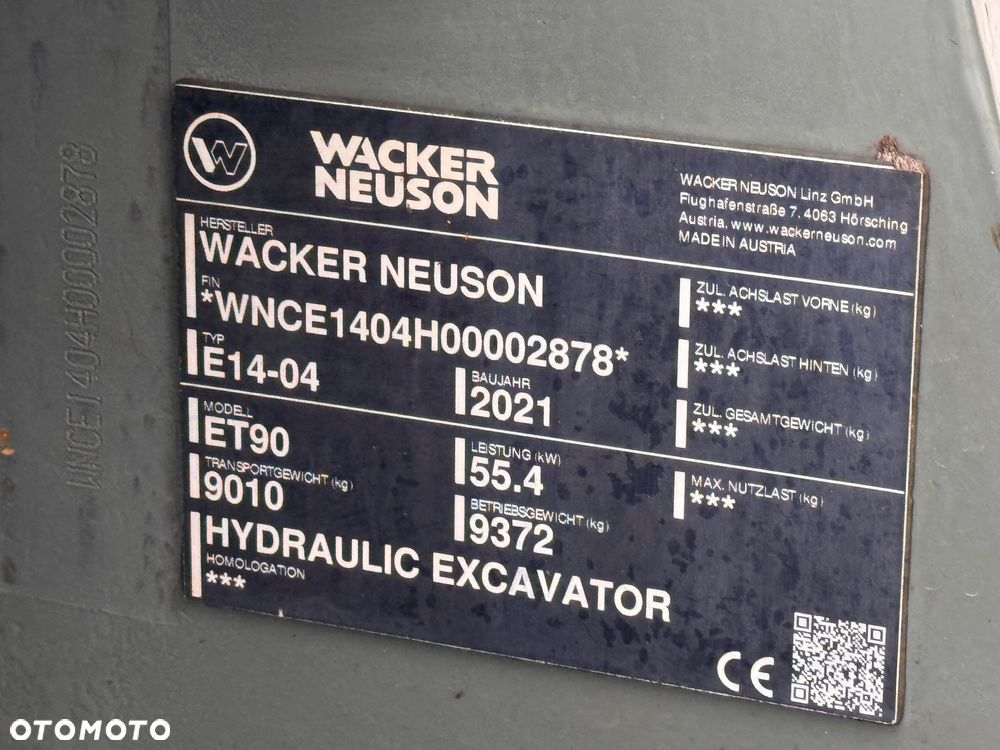 WNCE1404H00002878
W
WACKER
NEUSON
WACKER NEUSON Linz GmbH
Flughafenstraße 7, 4063 Hörsching
Austria, www.wackerneuson.com
MADE IN AUSTRIA
HERSTELLER
WACKER NEUSON
FIN
*WNCE1404H00002878*
TYP
E14-04
BAUJAHR
2021
MODELL
ET90
LEISTUNG (kW)
55.4
TRANSPORTGEWICHT (kg)
9010
BETRIEBSGEWICHT (kg)
9372
HYDRAULIC EXCAVATOR
HOMOLOGATION
***
ZUL. ACHSLAST VORNE (kg)
***
ZUL. ACHSLAST HINTEN (kg)
***
ZUL. GESAMTGEWICHT (kg)
***
MAX. NUTZLAST (kg)
***
CE
OTOMOTO